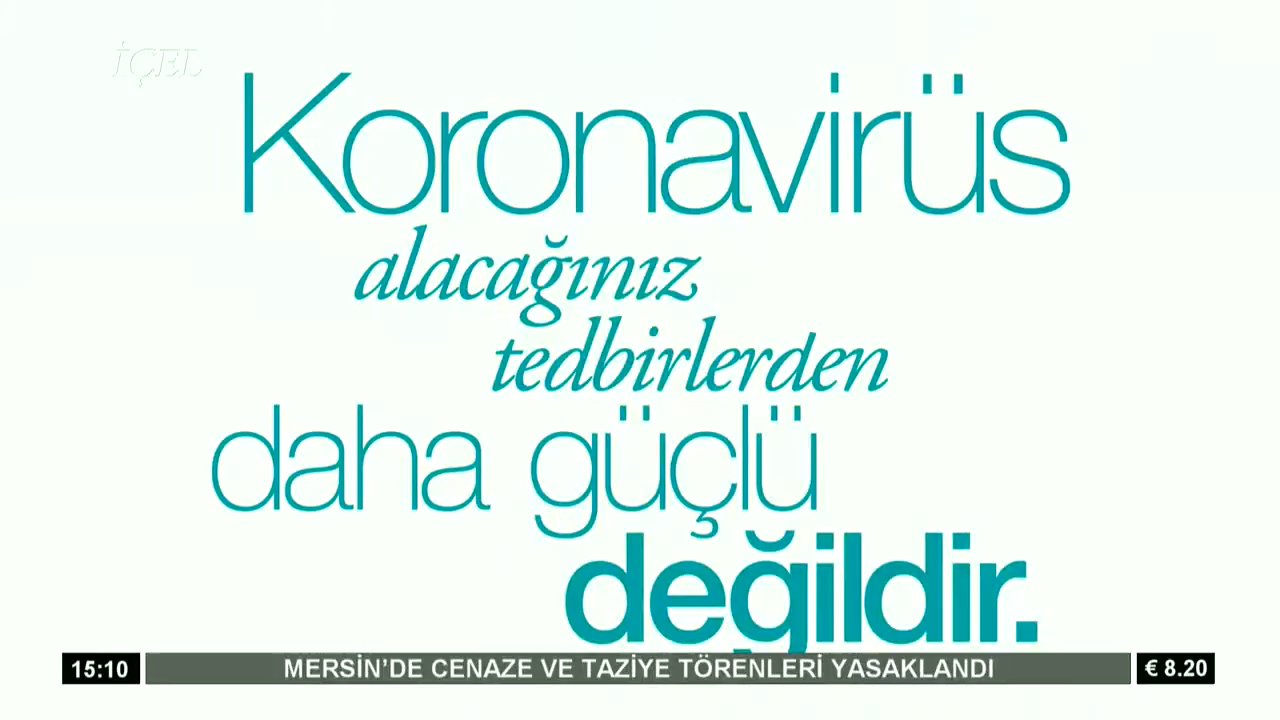 İÇEL
Koronavirüs
alacağınız
tedbirlerden
daha güçlü
değildir.
15:10 MERSİN'DE CENAZE VE TAZİYE TÖRENLERİ YASAKLANDI € 8.20